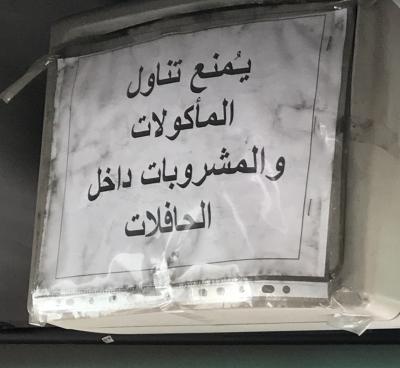 يُمنع تناول
المأكولات
والمشروبات داخل
الحافلات